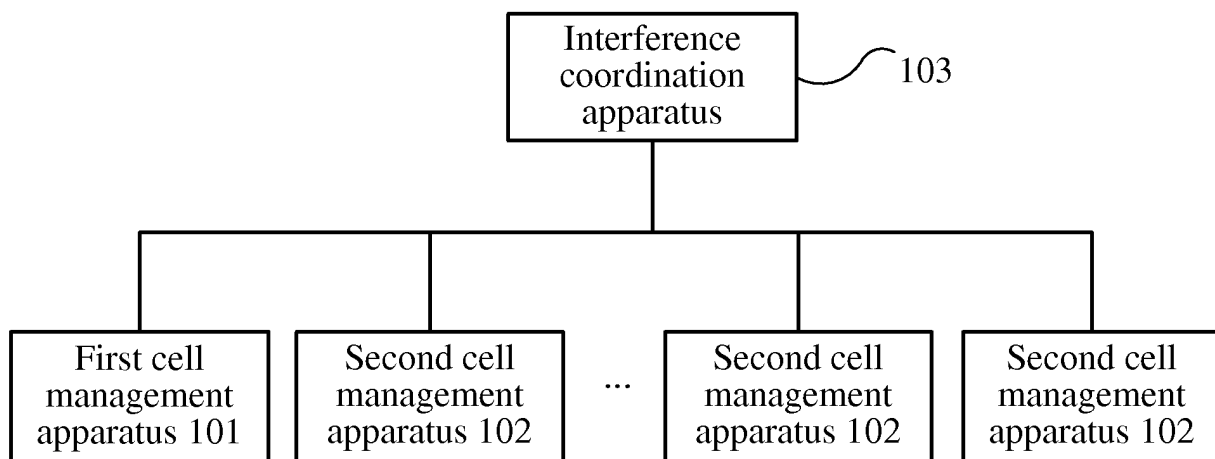 Interference
coordination
apparatus
103
First cell
management
apparatus 101
Second cell
management
apparatus 102
...
Second cell
management
apparatus 102
Second cell
management
apparatus 102